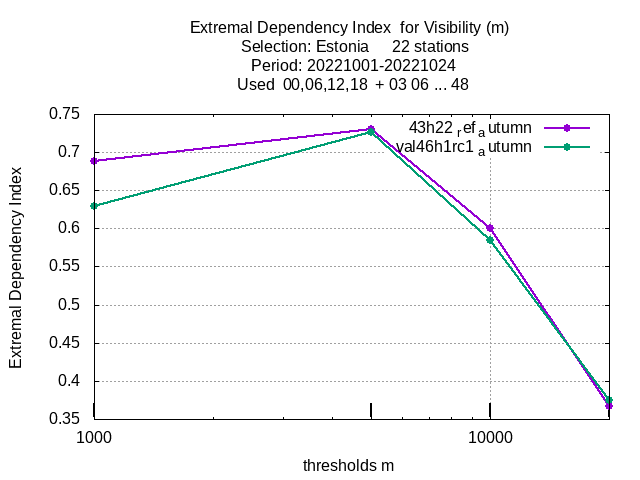 Extremal Dependency Index for Visibility (m)
Selection: Estonia 22 stations
Period: 20221001-20221024
Used 00,06,12,18 + 03 06 ... 48
0.75
0.7
0.65
0.6
0.55
0.5
0.45
0.4
0.35
Extremal Dependency Index
43h22 ref autumn
val46h1rc1 autumn
1000
10000
thresholds m